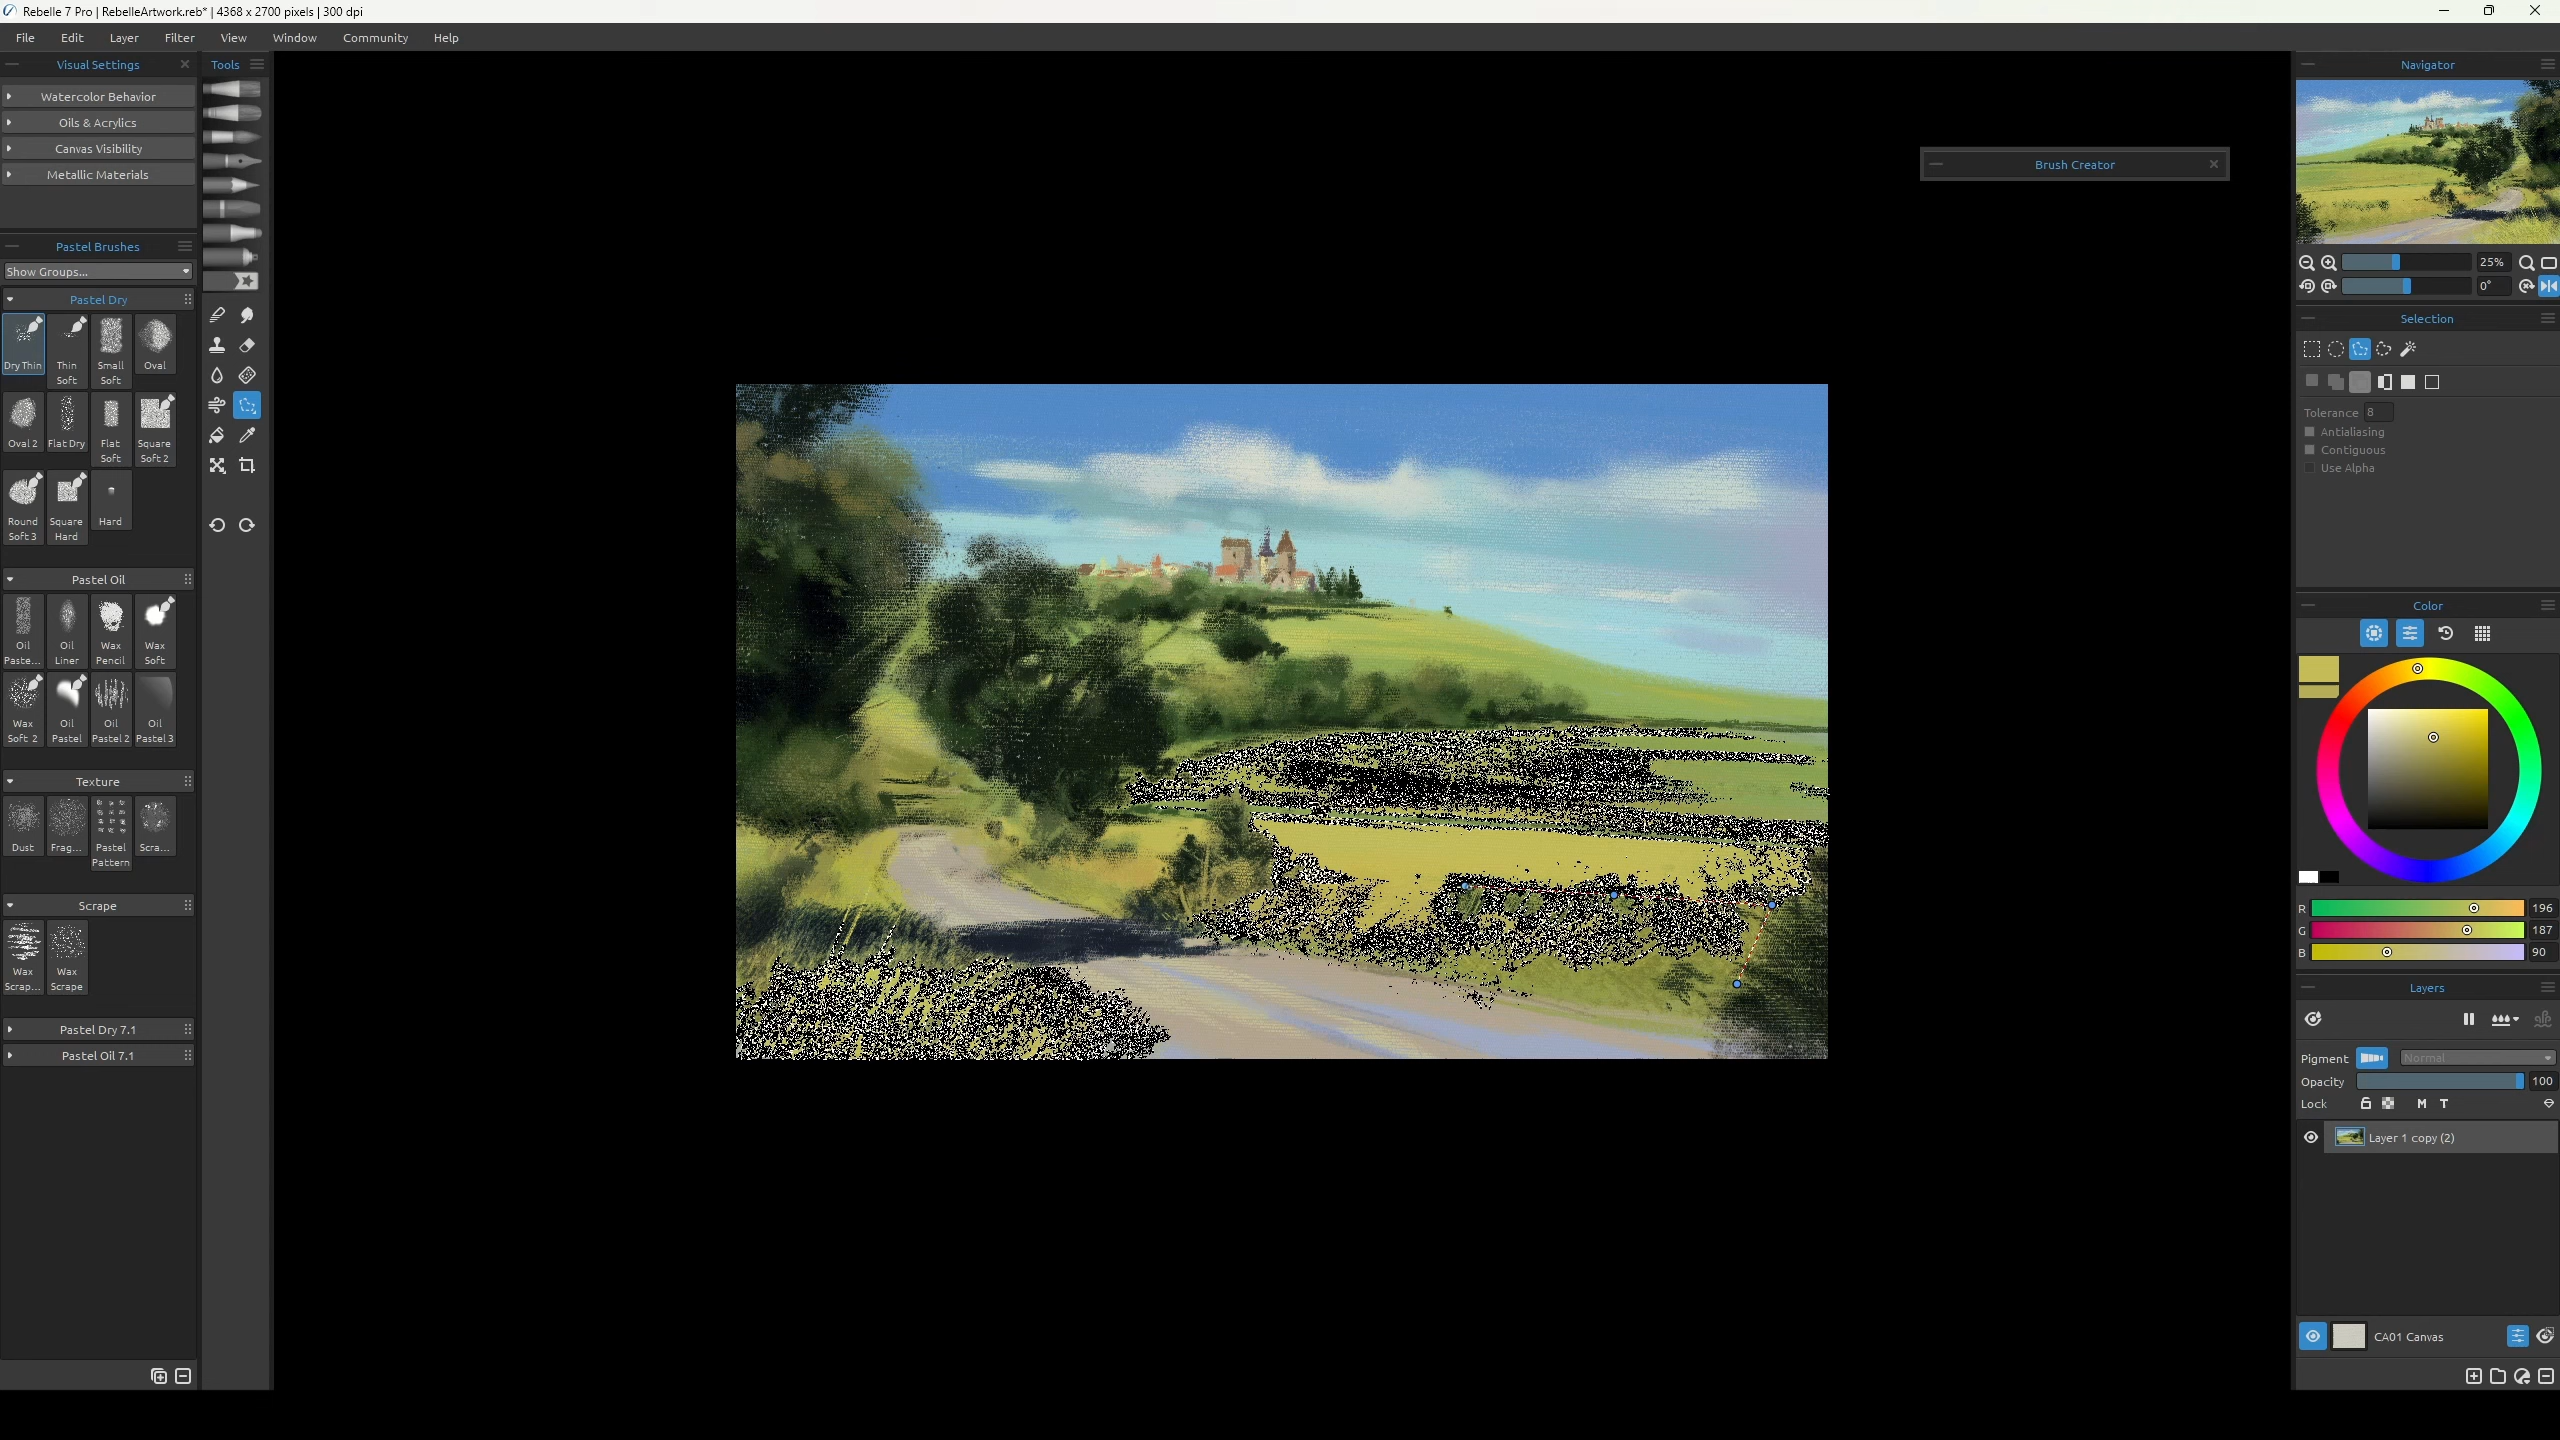 Rebelle 7 Pro | RebelleArtwork.reb* | 4368 x 2700 pixels | 300 dpi
File Edit Layer Filter View Window Community Help
Visual Settings
Watercolor Behavior
Oils & Acrylics
Canvas Visibility
Metallic Materials
Pastel Brushes
Show Groups...
Pastel Dry
Dry Thin
Thin Soft
Small Soft
Oval
Oval 2
Flat Dry
Flat Soft
Square Soft 2
Round Soft 3
Square Hard
Hard
Pastel Oil
Oil Paste...
Oil Liner
Wax Pencil
Wax Soft
Wax Soft 2
Oil Pastel
Oil Pastel 2
Oil Pastel 3
Texture
Dust
Frag...
Pastel Pattern
Scra...
Scrape
Wax Scrap...
Wax Scrape
Pastel Dry 7.1
Pastel Oil 7.1
Tools
Brush Creator
Navigator
25%
0°
Selection
Tolerance 8
Antialiasing
Contiguous
Use Alpha
Color
R 196
G 187
B 90
Layers
Pigment Normal
Opacity 100
Lock M T
Layer 1 copy (2)
CA01 Canvas